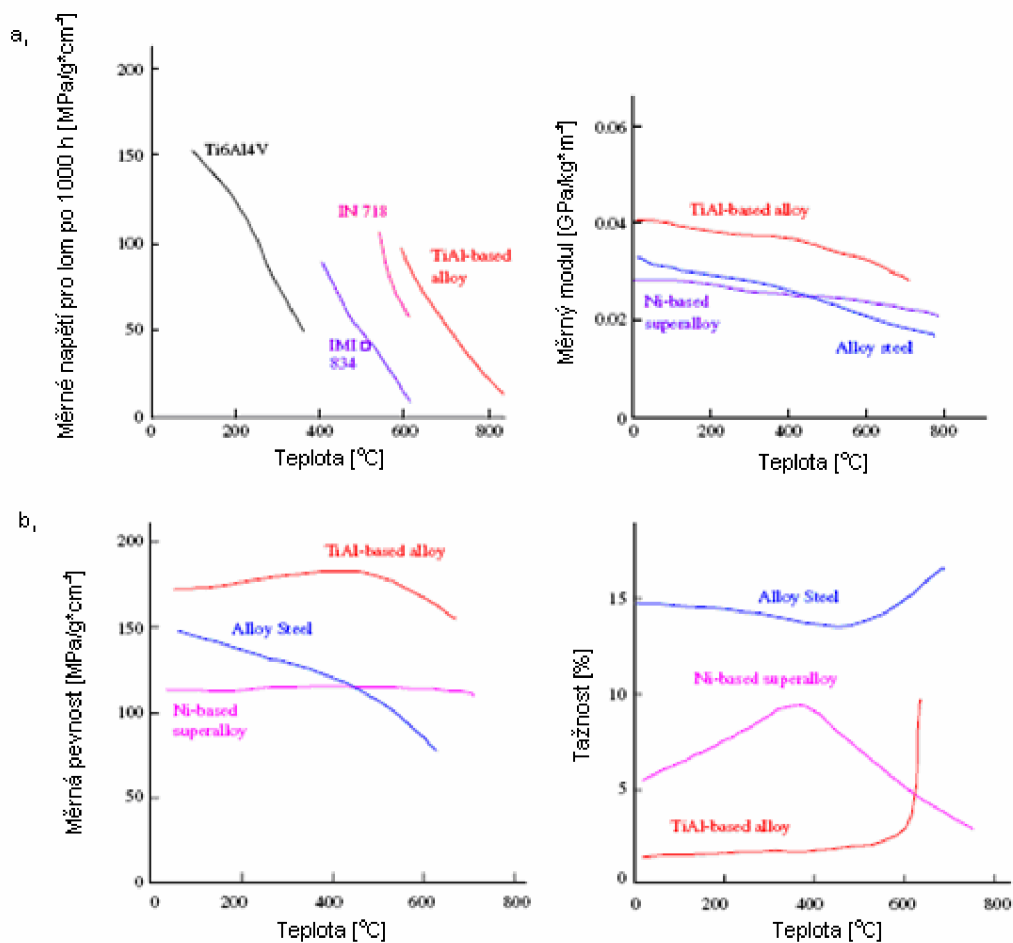 a,
Měrné napětí pro lom po 1000 h [MPa/g*cm³]
200
150
100
50
0
Ti6Al4V
IN 718
TiAl-based
alloy
IMI
834
0
200
400
600
800
Teplota [°C]
Měrný modul [GPa/kg*m³]
0.06
0.04
0.02
0
TiAl-based alloy
Ni-based
superalloy
Alloy steel
0
200
400
600
800
Teplota [°C]
b,
Měrná pevnost [MPa/g*cm³]
200
150
100
50
0
TiAl-based alloy
Alloy Steel
Ni-based
superalloy
0
200
400
600
800
Teplota [°C]
Tažnost [%]
15
10
5
0
Alloy Steel
Ni-based superalloy
TiAl-based alloy
0
200
400
600
800
Teplota [°C]